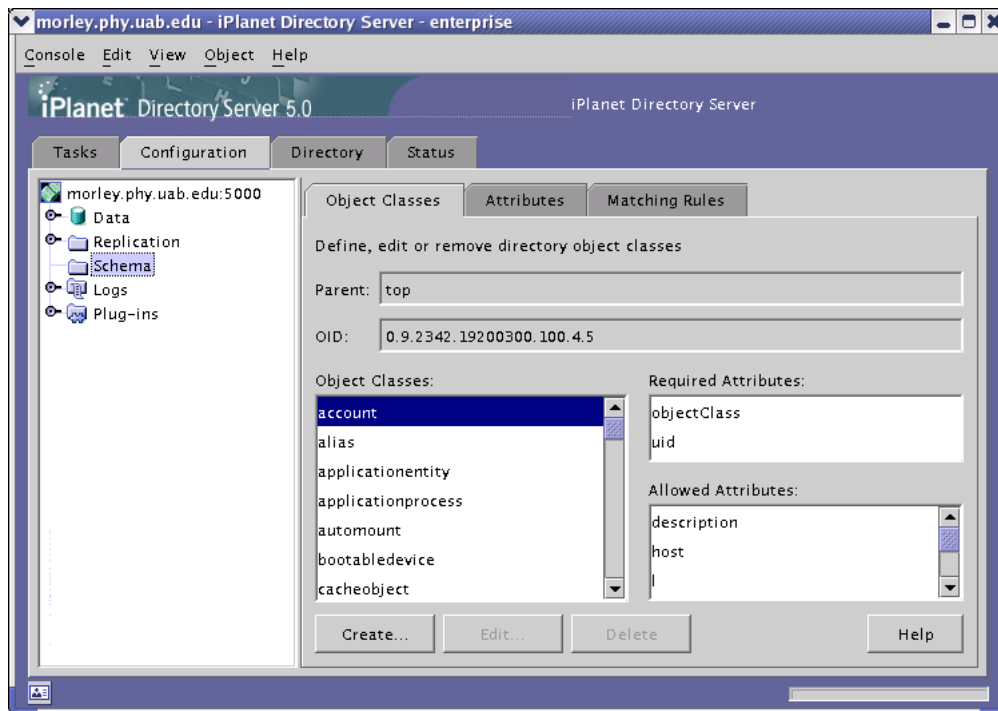 morley.phy.uab.edu - iPlanet Directory Server - enterprise
Console Edit View Object Help
iPlanet Directory Server 5.0
iPlanet Directory Server
Tasks Configuration Directory Status
morley.phy.uab.edu:5000
Data
Replication
Schema
Logs
Plug-ins
Object Classes Attributes Matching Rules
Define, edit or remove directory object classes
Parent: top
OID: 0.9.2342.19200300.100.4.5
Object Classes:
account
alias
applicationentity
applicationprocess
automount
bootabledevice
cacheobject
Required Attributes:
objectClass
uid
Allowed Attributes:
description
host
l
Create... Edit... Delete Help